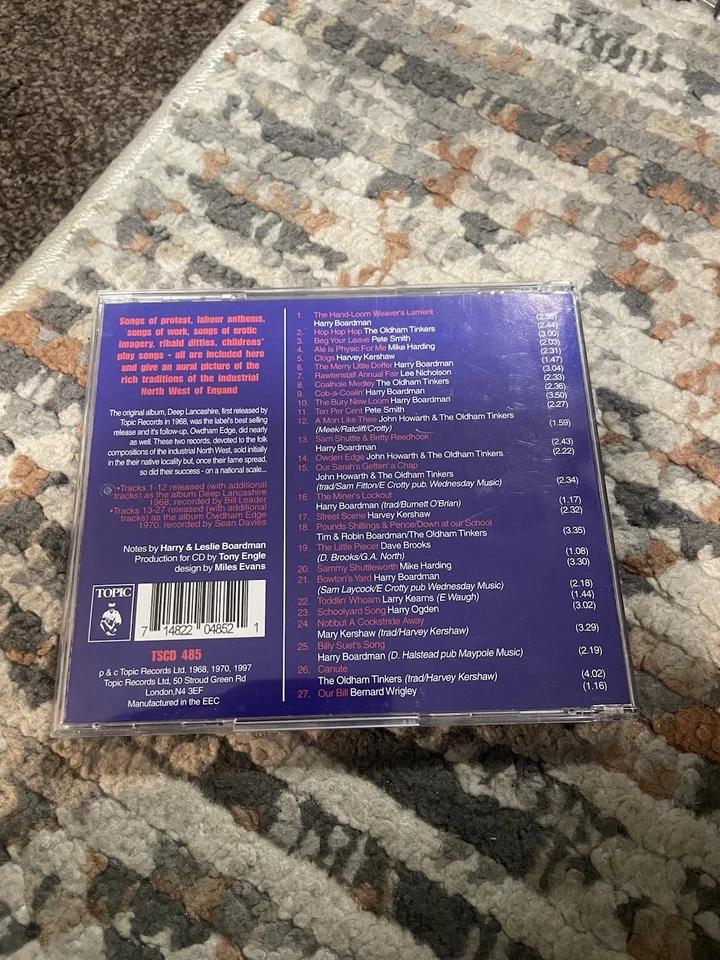 Songs of protest, labour anthems,
songs of work, songs of erotic
imagery, ribald ditties, childrens'
play songs - all are included here
and give an aural picture of the
rich traditions of the industrial
North West of Engand
The original album, Deep Lancashire, first released by
Topic Records in 1968, was the label's best selling
release and it's follow-up, Owdham Edge, did nearly
as well. These two records, devoted to the folk
compositions of the industrial North West, sold initially
in the their native locality but, once their fame spread,
so did their success - on a national scale...
•Tracks 1-12 released (with additional
tracks) as the album Deep Lancashire
1968, recorded by Bill Leader
•Tracks 13-27 released (with additional
tracks) as the album Owdham Edge
1970, recorded by Sean Davies
Notes by Harry & Leslie Boardman
Production for CD by Tony Engle
design by Miles Evans
TOPIC
7 14822 04852 1
TSCD 485
p & c Topic Records Ltd. 1968, 1970, 1997
Topic Records Ltd, 50 Stroud Green Rd
London,N4 3EF
Manufactured in the EEC
1. The Hand-Loom Weaver's Lament
Harry Boardman
2. Hop Hop Hop The Oldham Tinkers (2.44)
3. Beg Your Leave Pete Smith (3.00)
4. Ale Is Physic For Me Mike Harding (2.03)
5. Clogs Harvey Kershaw (2.31)
6. The Merry Little Doffer Harry Boardman (1.47)
7. Rawtenstall Annual Fair Lee Nicholson (3.04)
8. Coalhole Medley The Oldham Tinkers (2.33)
9. Cob-a-Coalin' Harry Boardman (2.36)
10. The Bury New Loom Harry Boardman (3.50)
11. Ten Per Cent Pete Smith (2.27)
12. A Mon Like Thee John Howarth & The Oldham Tinkers
(Meek/Ratcliff/Crotty) (1.59)
13. Sam Shuttle & Betty Reedhook
Harry Boardman (2.43)
14. Owden Edge John Howarth & The Oldham Tinkers (2.22)
15. Our Sarah's Getten' a Chap
John Howarth & The Oldham Tinkers
(trad/Sam Fitton/E Crotty pub. Wednesday Music) (2.34)
16. The Miner's Lockout
Harry Boardman (trad/Burnett O'Brian) (1.17)
17. Street Scene Harvey Kershaw (2.32)
18. Pounds Shillings & Pence/Down at our School
Tim & Robin Boardman/The Oldham Tinkers (3.35)
19. The Little Piecer Dave Brooks
(D. Brooks/G.A. North) (1.08)
20. Sammy Shuttleworth Mike Harding (3.30)
21. Bowton's Yard Harry Boardman
(Sam Laycock/E Crotty pub Wednesday Music) (2.18)
22. Toddlin' Whoam Larry Kearns (E Waugh) (1.44)
23. Schoolyard Song Harry Ogden (3.02)
24. Nobbut A Cockstride Away
Mary Kershaw (trad/Harvey Kershaw) (3.29)
25. Billy Suet's Song
Harry Boardman (D. Halstead pub Maypole Music) (2.19)
26. Canute
The Oldham Tinkers (trad/Harvey Kershaw) (4.02)
27. Our Bill Bernard Wrigley (1.16)